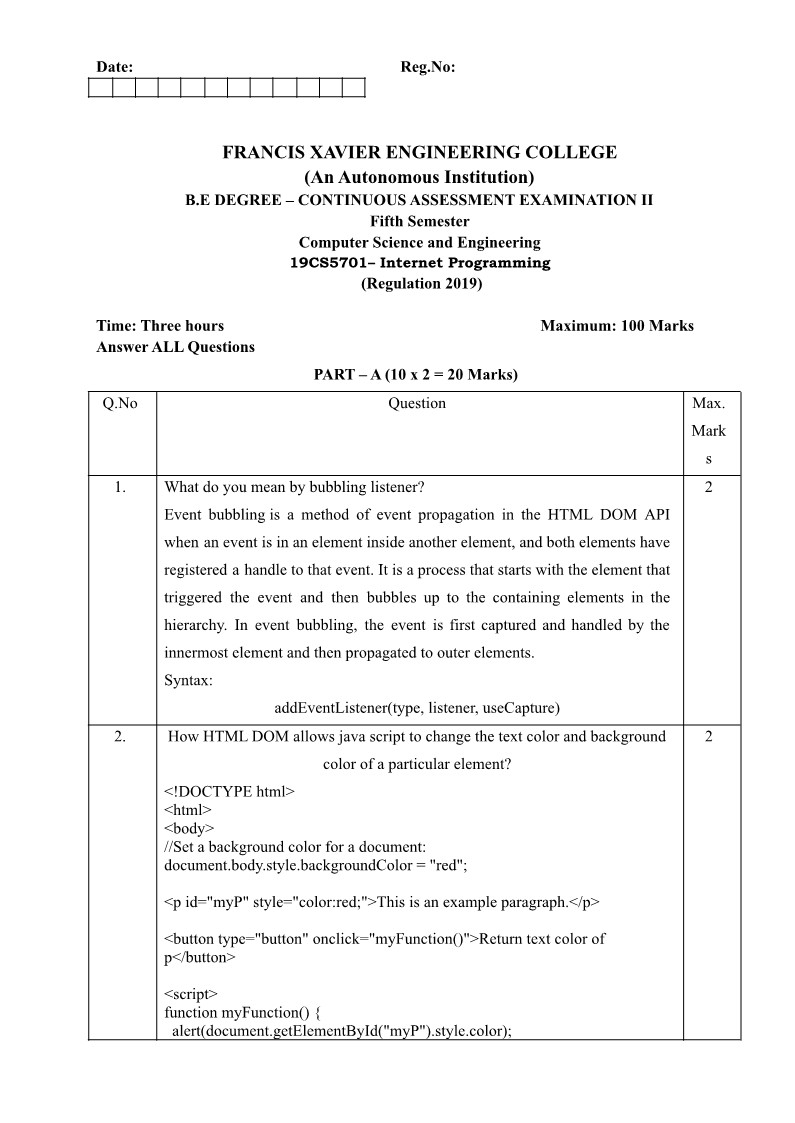 Date: Reg.No:
FRANCIS XAVIER ENGINEERING COLLEGE
(An Autonomous Institution)
B.E DEGREE – CONTINUOUS ASSESSMENT EXAMINATION II
Fifth Semester
Computer Science and Engineering
19CS5701– Internet Programming
(Regulation 2019)
Time: Three hours Maximum: 100 Marks
Answer ALL Questions
PART – A (10 x 2 = 20 Marks)
Q.No Question Max.
Mark
s
1. What do you mean by bubbling listener? 2
Event bubbling is a method of event propagation in the HTML DOM API
when an event is in an element inside another element, and both elements have
registered a handle to that event. It is a process that starts with the element that
triggered the event and then bubbles up to the containing elements in the
hierarchy. In event bubbling, the event is first captured and handled by the
innermost element and then propagated to outer elements.
Syntax:
addEventListener(type, listener, useCapture)
2. How HTML DOM allows java script to change the text color and background 2
color of a particular element?
<!DOCTYPE html>
<html>
<body>
//Set a background color for a document:
document.body.style.backgroundColor = "red";
<p id="myP" style="color:red;">This is an example paragraph.</p>
<button type="button" onclick="myFunction()">Return text color of
p</button>
<script>
function myFunction() {
alert(document.getElementById("myP").style.color);